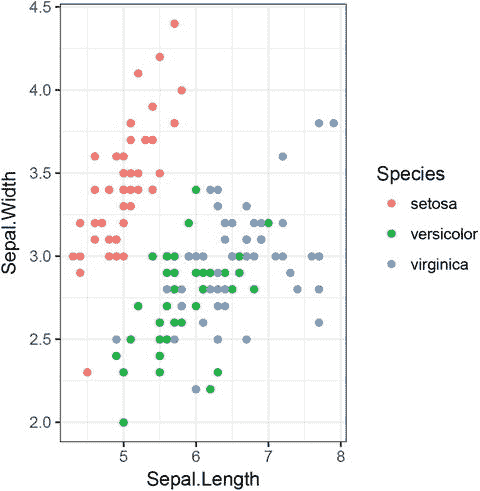 4.5
4.0
3.5
3.0
2.5
2.0
Sepal.Width
5 6 7 8
Sepal.Length
Species
setosa
versicolor
virginica